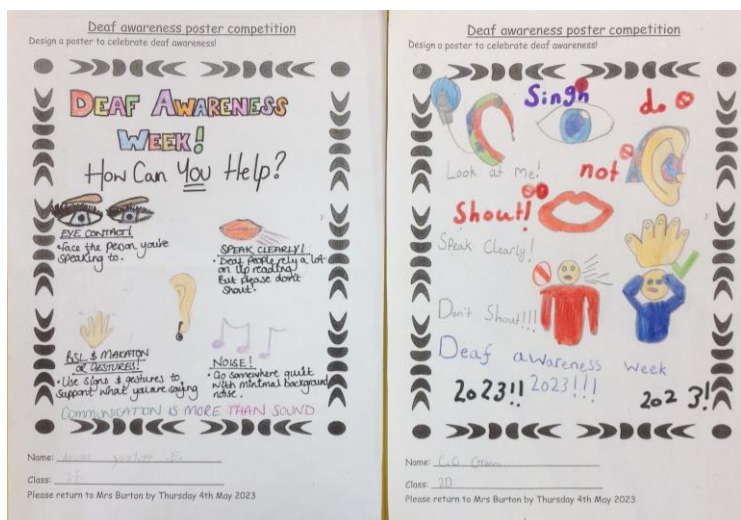 Deaf awareness poster competition
Design a poster to celebrate deaf awareness!
DEAF AWARENESS
WEEK!
How Can YOU Help?
EYE CONTACT!
• Face the person you're
speaking to.
SPEAK CLEARLY!
• Deaf people rely a lot
on lip reading
But please don't
shout.
BSL & MAKATON
OR GESTURES!
• Use signs & gestures to
support what you are saying
NOISE!
• Go somewhere quiit
with minimal background
noise.
COMMUNICATION IS MORE THAN SOUND
Name:
Class:
Please return to Mrs Burton by Thursday 4th May 2023
Deaf awareness poster competition
Design a poster to celebrate deaf awareness!
Singh
do
not
Look at me!
Shout!
Speak Clearly!
Don't Shout!!!
Deaf awareness week
2023!! 2023!!! 2023!
Name:
Class: 2D
Please return to Mrs Burton by Thursday 4th May 2023